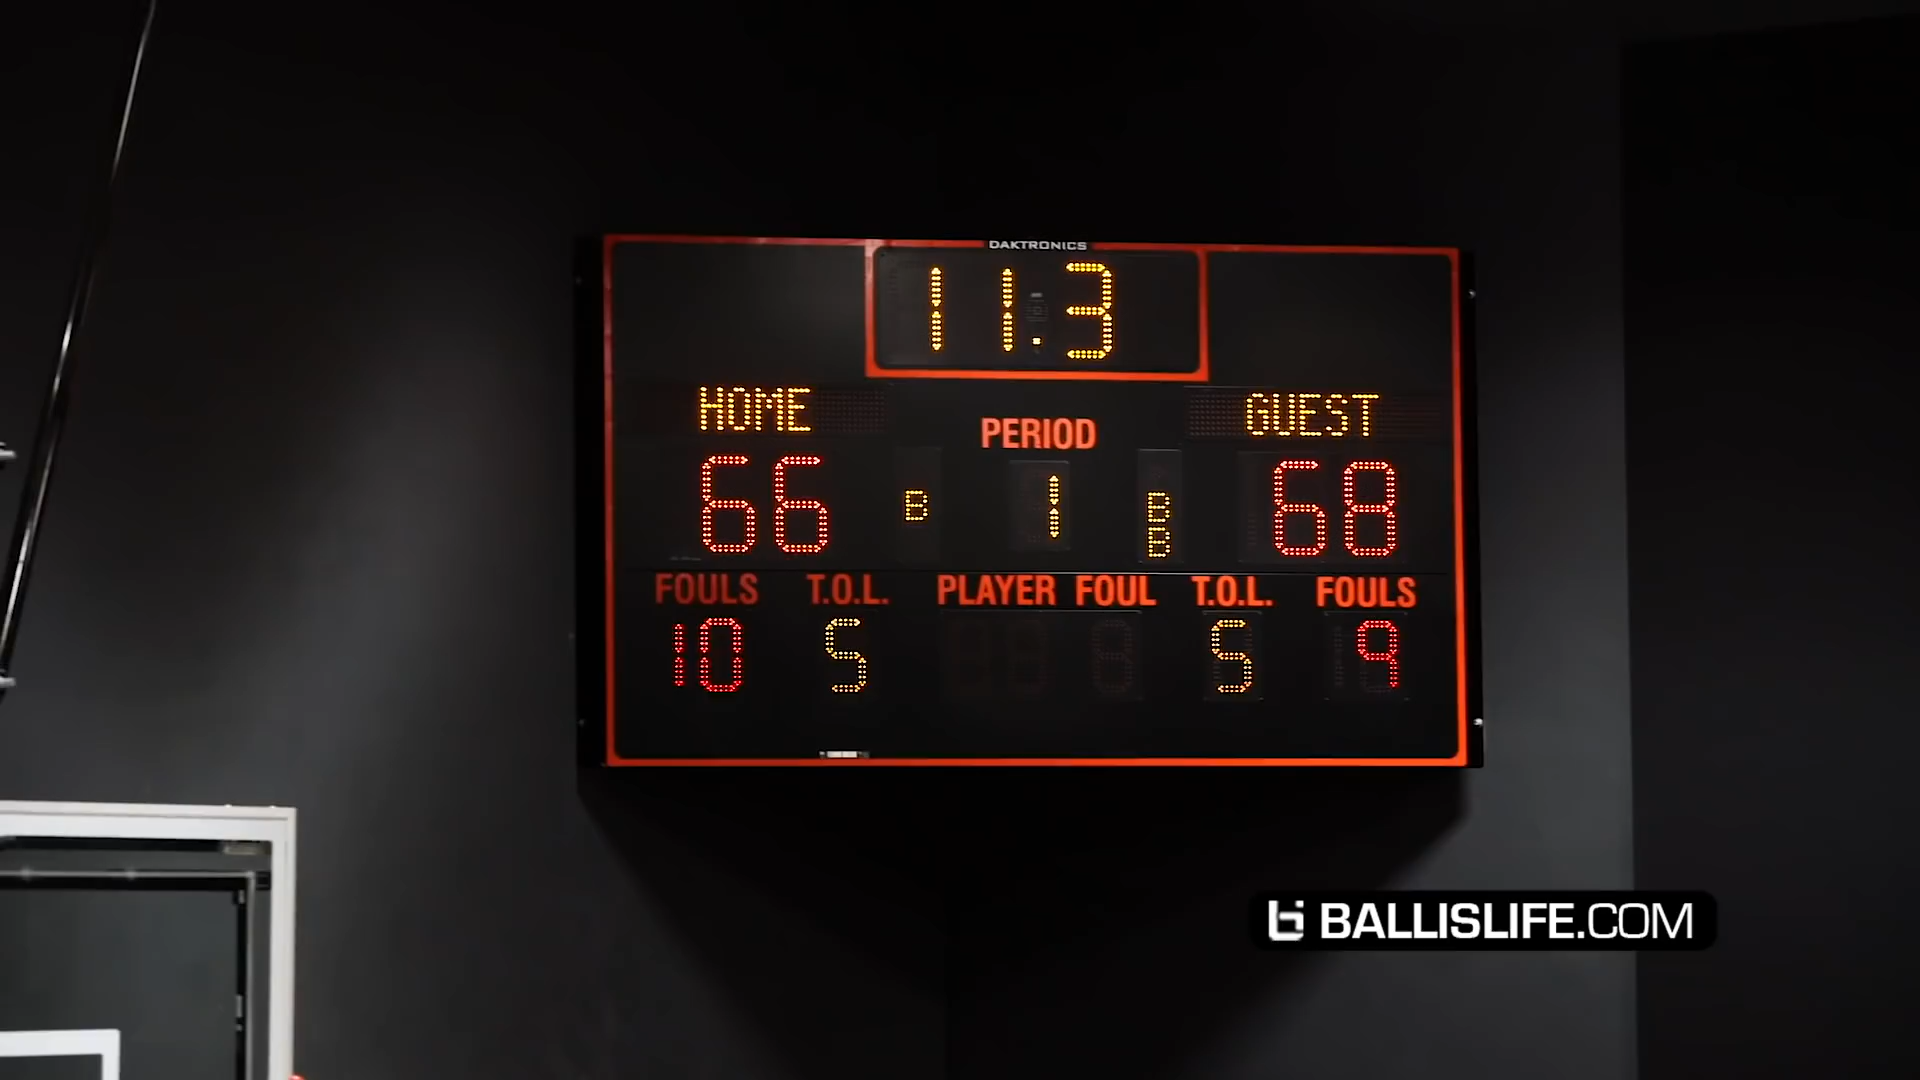 DAKTRONICS
11.3
HOME PERIOD GUEST
66 B 1 B B 68
FOULS T.O.L. PLAYER FOUL T.O.L. FOULS
10 5 5 9
BALLISLIFE.COM